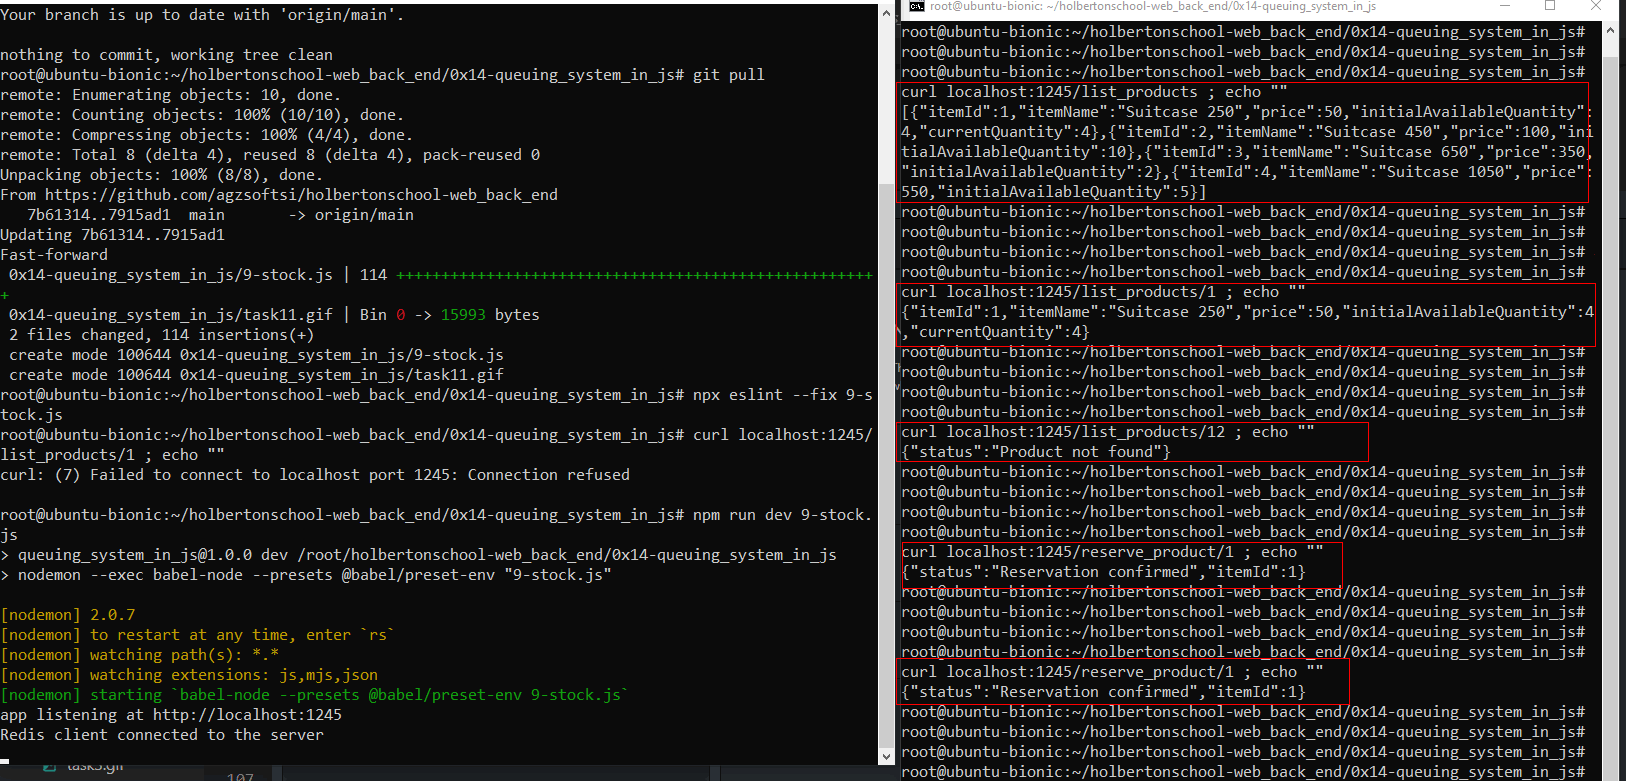 Your branch is up to date with 'origin/main'.
nothing to commit, working tree clean
root@ubuntu-bionic:~/holbertonschool-web_back_end/0x14-queuing_system_in_js# git pull
remote: Enumerating objects: 10, done.
remote: Counting objects: 100% (10/10), done.
remote: Compressing objects: 100% (4/4), done.
remote: Total 8 (delta 4), reused 8 (delta 4), pack-reused 0
Unpacking objects: 100% (8/8), done.
From https://github.com/agzsoftsi/holbertonschool-web_back_end
   7b61314..7915ad1  main       -> origin/main
Updating 7b61314..7915ad1
Fast-forward
 0x14-queuing_system_in_js/9-stock.js | 114 +++++++++++++++++++++++++++++++++++++++++++++++++++++
+
 0x14-queuing_system_in_js/task11.gif | Bin 0 -> 15993 bytes
 2 files changed, 114 insertions(+)
 create mode 100644 0x14-queuing_system_in_js/9-stock.js
 create mode 100644 0x14-queuing_system_in_js/task11.gif
root@ubuntu-bionic:~/holbertonschool-web_back_end/0x14-queuing_system_in_js# npx eslint --fix 9-s
tock.js
root@ubuntu-bionic:~/holbertonschool-web_back_end/0x14-queuing_system_in_js# curl localhost:1245/
list_products/1 ; echo ""
curl: (7) Failed to connect to localhost port 1245: Connection refused
root@ubuntu-bionic:~/holbertonschool-web_back_end/0x14-queuing_system_in_js# npm run dev 9-stock.
js
> queuing_system_in_js@1.0.0 dev /root/holbertonschool-web_back_end/0x14-queuing_system_in_js
> nodemon --exec babel-node --presets @babel/preset-env "9-stock.js"
[nodemon] 2.0.7
[nodemon] to restart at any time, enter `rs`
[nodemon] watching path(s): *.*
[nodemon] watching extensions: js,mjs,json
[nodemon] starting `babel-node --presets @babel/preset-env 9-stock.js`
app listening at http://localhost:1245
Redis client connected to the server
task5.gif
107
root@ubuntu-bionic: ~/holbertonschool-web_back_end/0x14-queuing_system_in_js
root@ubuntu-bionic:~/holbertonschool-web_back_end/0x14-queuing_system_in_js#
root@ubuntu-bionic:~/holbertonschool-web_back_end/0x14-queuing_system_in_js#
root@ubuntu-bionic:~/holbertonschool-web_back_end/0x14-queuing_system_in_js#
curl localhost:1245/list_products ; echo ""
[{"itemId":1,"itemName":"Suitcase 250","price":50,"initialAvailableQuantity":
4,"currentQuantity":4},{"itemId":2,"itemName":"Suitcase 450","price":100,"ini
tialAvailableQuantity":10},{"itemId":3,"itemName":"Suitcase 650","price":350,
"initialAvailableQuantity":2},{"itemId":4,"itemName":"Suitcase 1050","price":
550,"initialAvailableQuantity":5}]
root@ubuntu-bionic:~/holbertonschool-web_back_end/0x14-queuing_system_in_js#
root@ubuntu-bionic:~/holbertonschool-web_back_end/0x14-queuing_system_in_js#
root@ubuntu-bionic:~/holbertonschool-web_back_end/0x14-queuing_system_in_js#
root@ubuntu-bionic:~/holbertonschool-web_back_end/0x14-queuing_system_in_js#
curl localhost:1245/list_products/1 ; echo ""
{"itemId":1,"itemName":"Suitcase 250","price":50,"initialAvailableQuantity":4
,"currentQuantity":4}
root@ubuntu-bionic:~/holbertonschool-web_back_end/0x14-queuing_system_in_js#
root@ubuntu-bionic:~/holbertonschool-web_back_end/0x14-queuing_system_in_js#
root@ubuntu-bionic:~/holbertonschool-web_back_end/0x14-queuing_system_in_js#
root@ubuntu-bionic:~/holbertonschool-web_back_end/0x14-queuing_system_in_js#
curl localhost:1245/list_products/12 ; echo ""
{"status":"Product not found"}
root@ubuntu-bionic:~/holbertonschool-web_back_end/0x14-queuing_system_in_js#
root@ubuntu-bionic:~/holbertonschool-web_back_end/0x14-queuing_system_in_js#
root@ubuntu-bionic:~/holbertonschool-web_back_end/0x14-queuing_system_in_js#
root@ubuntu-bionic:~/holbertonschool-web_back_end/0x14-queuing_system_in_js#
curl localhost:1245/reserve_product/1 ; echo ""
{"status":"Reservation confirmed","itemId":1}
root@ubuntu-bionic:~/holbertonschool-web_back_end/0x14-queuing_system_in_js#
root@ubuntu-bionic:~/holbertonschool-web_back_end/0x14-queuing_system_in_js#
root@ubuntu-bionic:~/holbertonschool-web_back_end/0x14-queuing_system_in_js#
root@ubuntu-bionic:~/holbertonschool-web_back_end/0x14-queuing_system_in_js#
curl localhost:1245/reserve_product/1 ; echo ""
{"status":"Reservation confirmed","itemId":1}
root@ubuntu-bionic:~/holbertonschool-web_back_end/0x14-queuing_system_in_js#
root@ubuntu-bionic:~/holbertonschool-web_back_end/0x14-queuing_system_in_js#
root@ubuntu-bionic:~/holbertonschool-web_back_end/0x14-queuing_system_in_js#
root@ubuntu-bionic:~/holbertonschool-web_back_end/0x14-queuing_system_in_js#